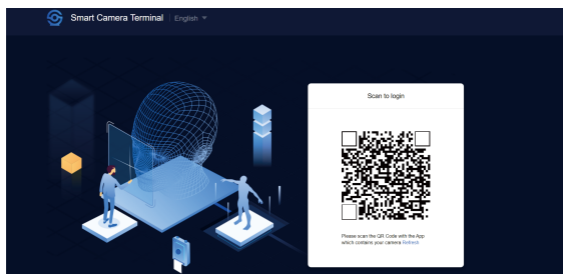 Smart Camera Terminal
English
Scan to login
Please scan the QR Code with the App
which contains your camera Refresh